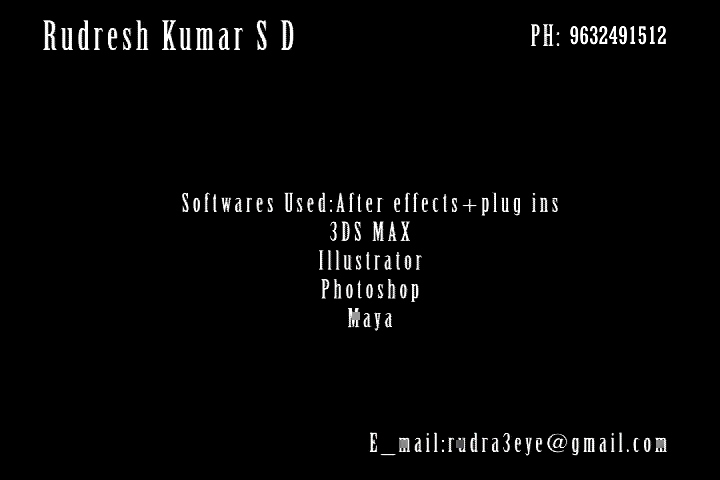 Rudresh Kumar S D
PH: 9632491512
Softwares Used:After effects+plug ins
3DS MAX
Illustrator
Photoshop
Maya
E_mail:rudra3eye@gmail.com